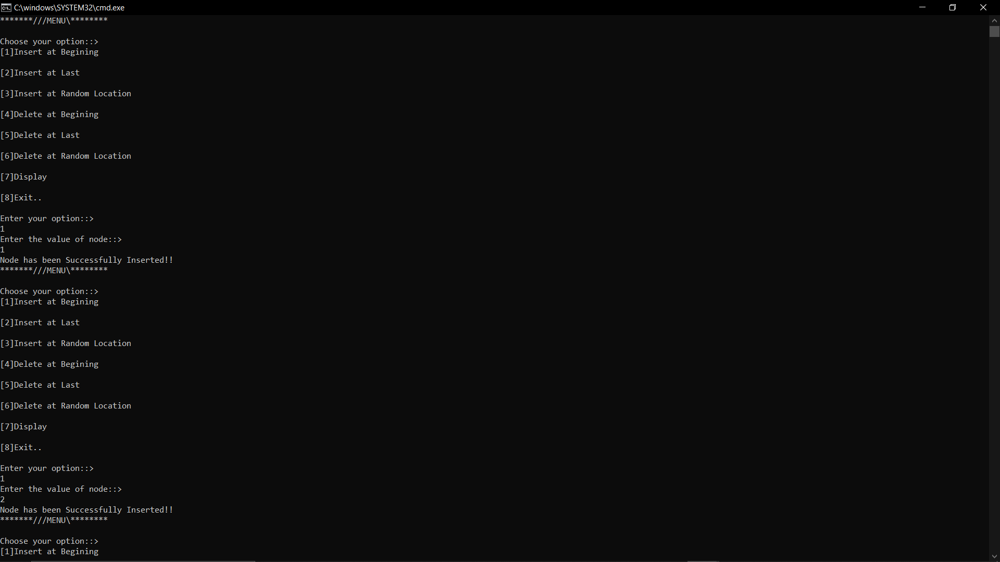 C:\windows\SYSTEM32\cmd.exe
*******///MENU\********
Choose your option::>
[1]Insert at Begining
[2]Insert at Last
[3]Insert at Random Location
[4]Delete at Begining
[5]Delete at Last
[6]Delete at Random Location
[7]Display
[8]Exit..
Enter your option::>
1
Enter the value of node::>
1
Node has been Successfully Inserted!!
*******///MENU\********
Choose your option::>
[1]Insert at Begining
[2]Insert at Last
[3]Insert at Random Location
[4]Delete at Begining
[5]Delete at Last
[6]Delete at Random Location
[7]Display
[8]Exit..
Enter your option::>
1
Enter the value of node::>
2
Node has been Successfully Inserted!!
*******///MENU\********
Choose your option::>
[1]Insert at Begining